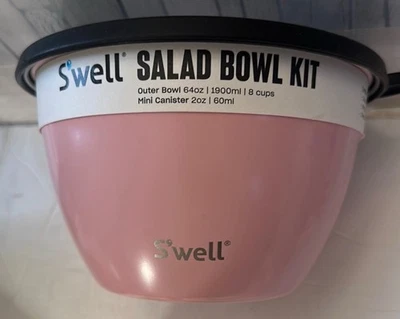 S'well® SALAD BOWL KIT
Outer Bowl 64oz | 1900ml | 8 cups
Mini Canister 2oz | 60ml
S'well®